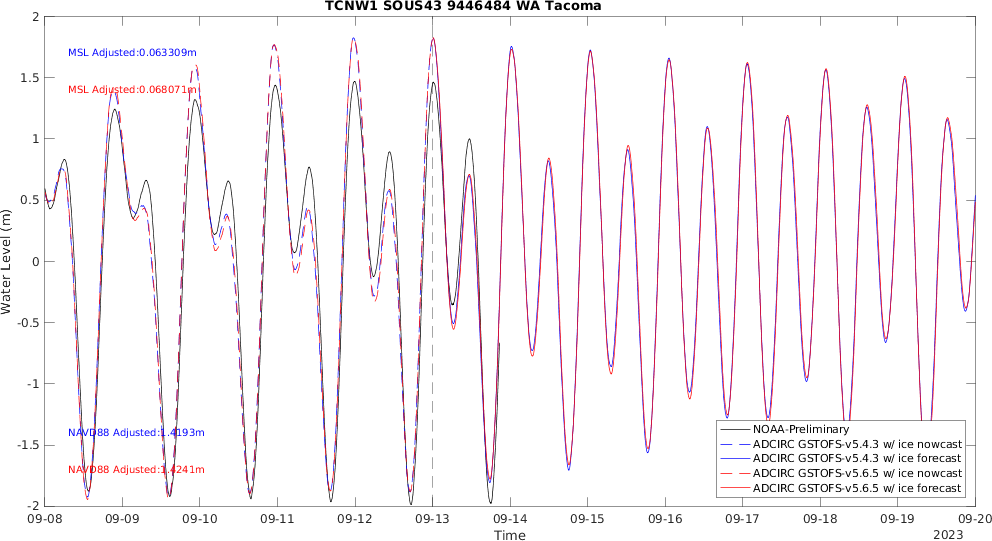 TCNW1 SOUS43 9446484 WA Tacoma
Water Level (m)
2
1.5
1
0.5
0
-0.5
-1
-1.5
-2
MSL Adjusted:0.063309m
MSL Adjusted:0.068071m
NAVD88 Adjusted:1.4193m
NAVD88 Adjusted:1.4241m
NOAA-Preliminary
ADCIRC GSTOFS-v5.4.3 w/ ice nowcast
ADCIRC GSTOFS-v5.4.3 w/ ice forecast
ADCIRC GSTOFS-v5.6.5 w/ ice nowcast
ADCIRC GSTOFS-v5.6.5 w/ ice forecast
09-08 09-09 09-10 09-11 09-12 09-13 09-14 09-15 09-16 09-17 09-18 09-19 09-20
Time
2023